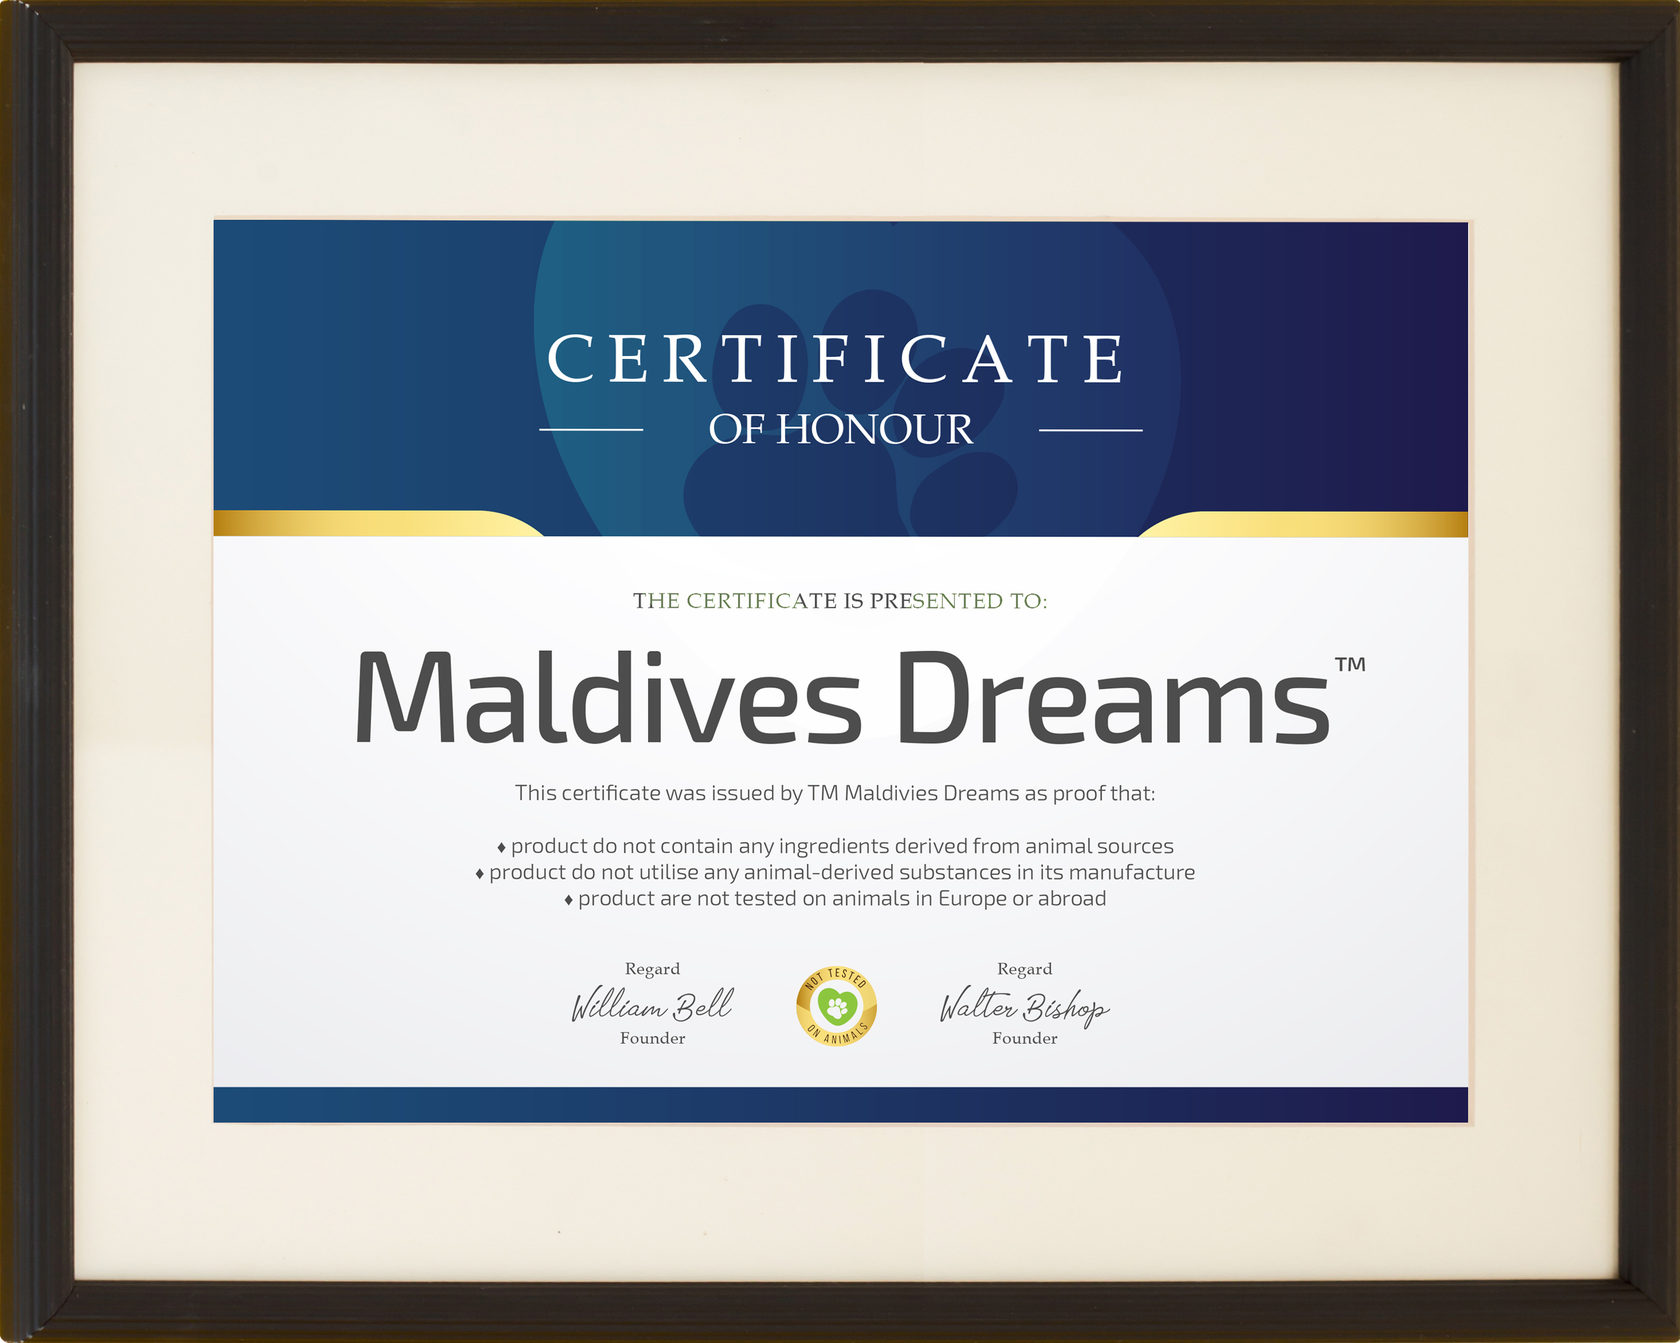 CERTIFICATE
OF HONOUR
THE CERTIFICATE IS PRESENTED TO:
Maldives Dreams™
This certificate was issued by TM Maldivies Dreams as proof that:
♦ product do not contain any ingredients derived from animal sources
♦ product do not utilise any animal-derived substances in its manufacture
♦ product are not tested on animals in Europe or abroad
Regard
William Bell
Founder
NOT TESTED
ON ANIMALS
Regard
Walter Bishop
Founder